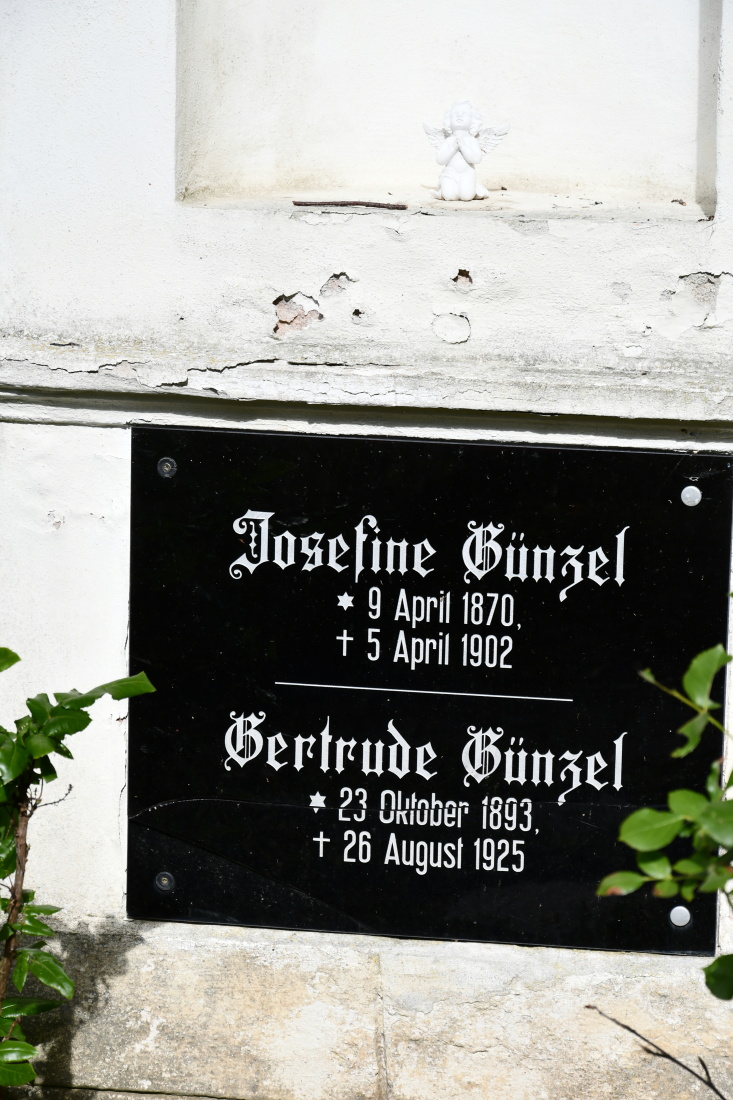 Josefine Günzel
* 9 April 1870,
† 5 April 1902
Gertrude Günzel
* 23 Oktober 1893,
† 26 August 1925